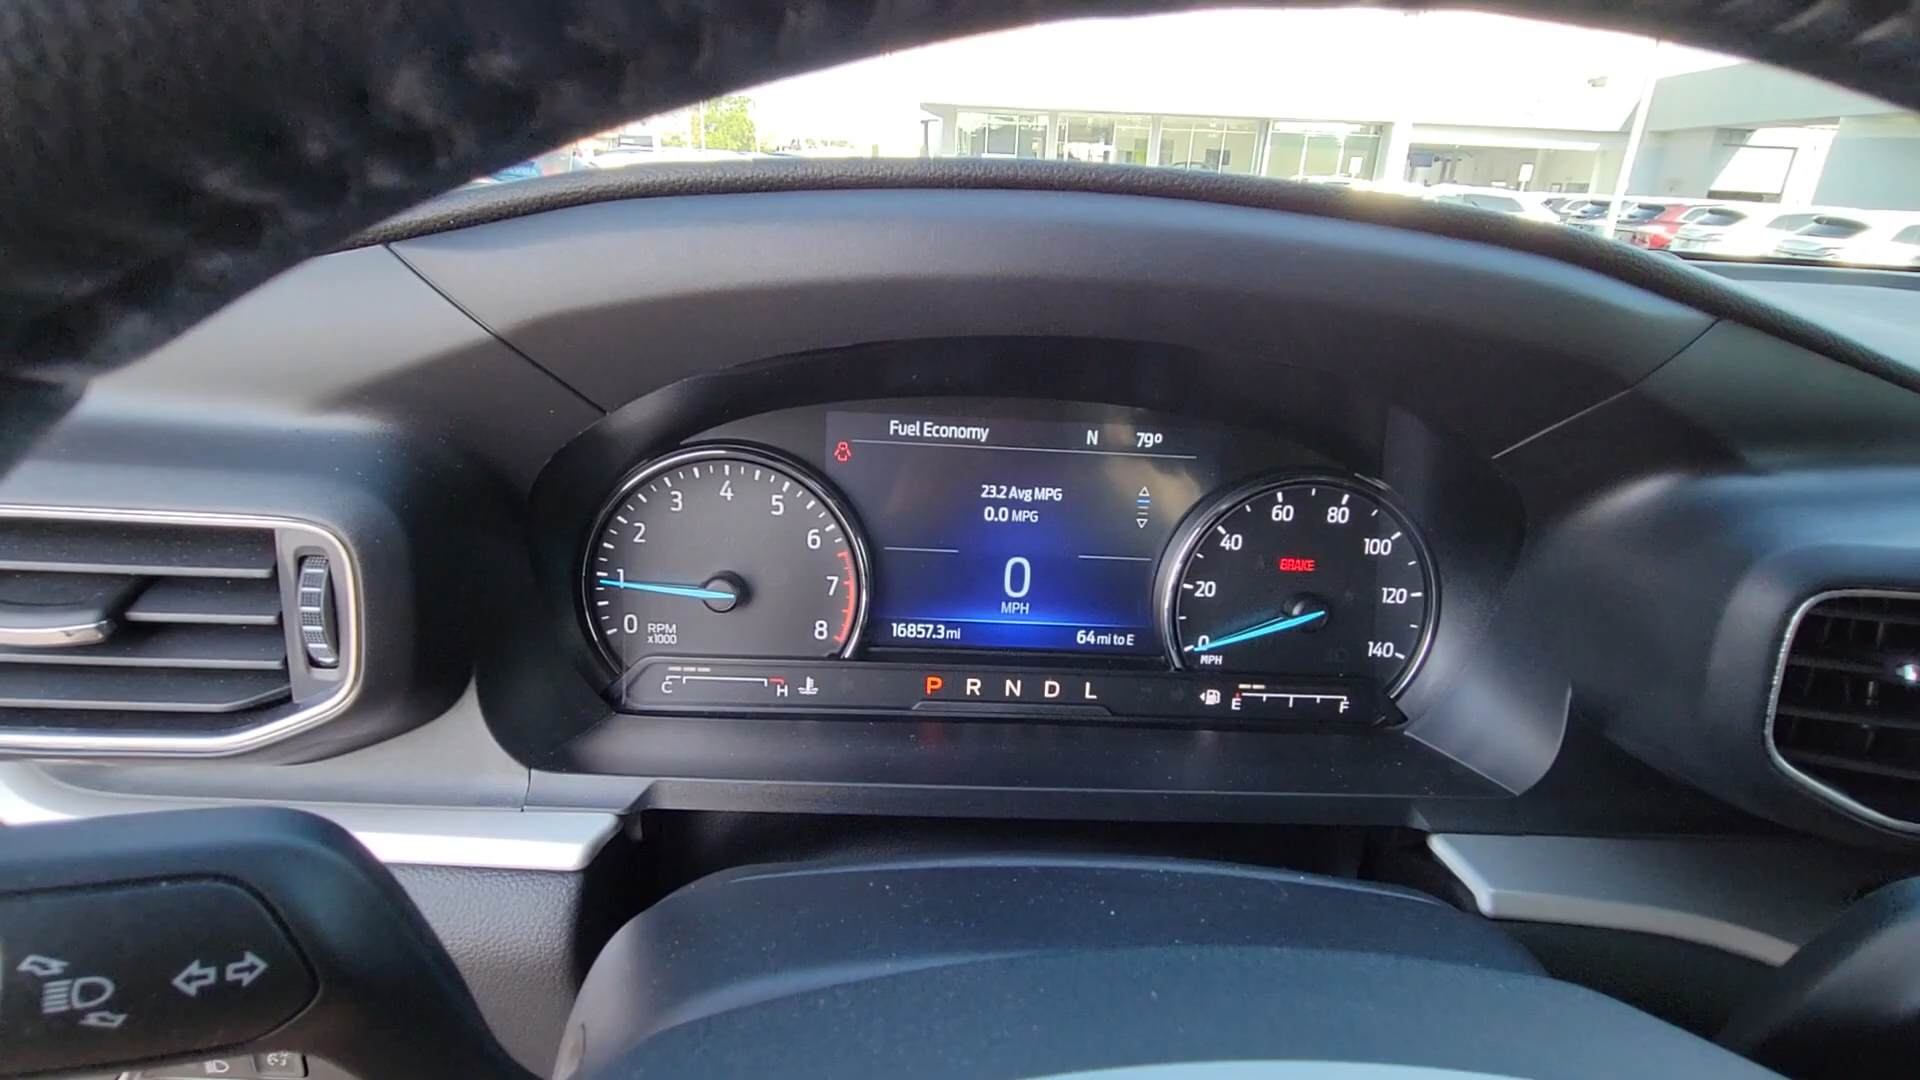 Fuel Economy N 79°
23.2 Avg MPG
0.0 MPG
0
MPH
16857.3 mi 64 mi to E
0 1 2 3 4 5 6 7 8
RPM
x1000
0 20 40 60 80 100 120 140
BRAKE
MPH
C H
P R N D L
E F